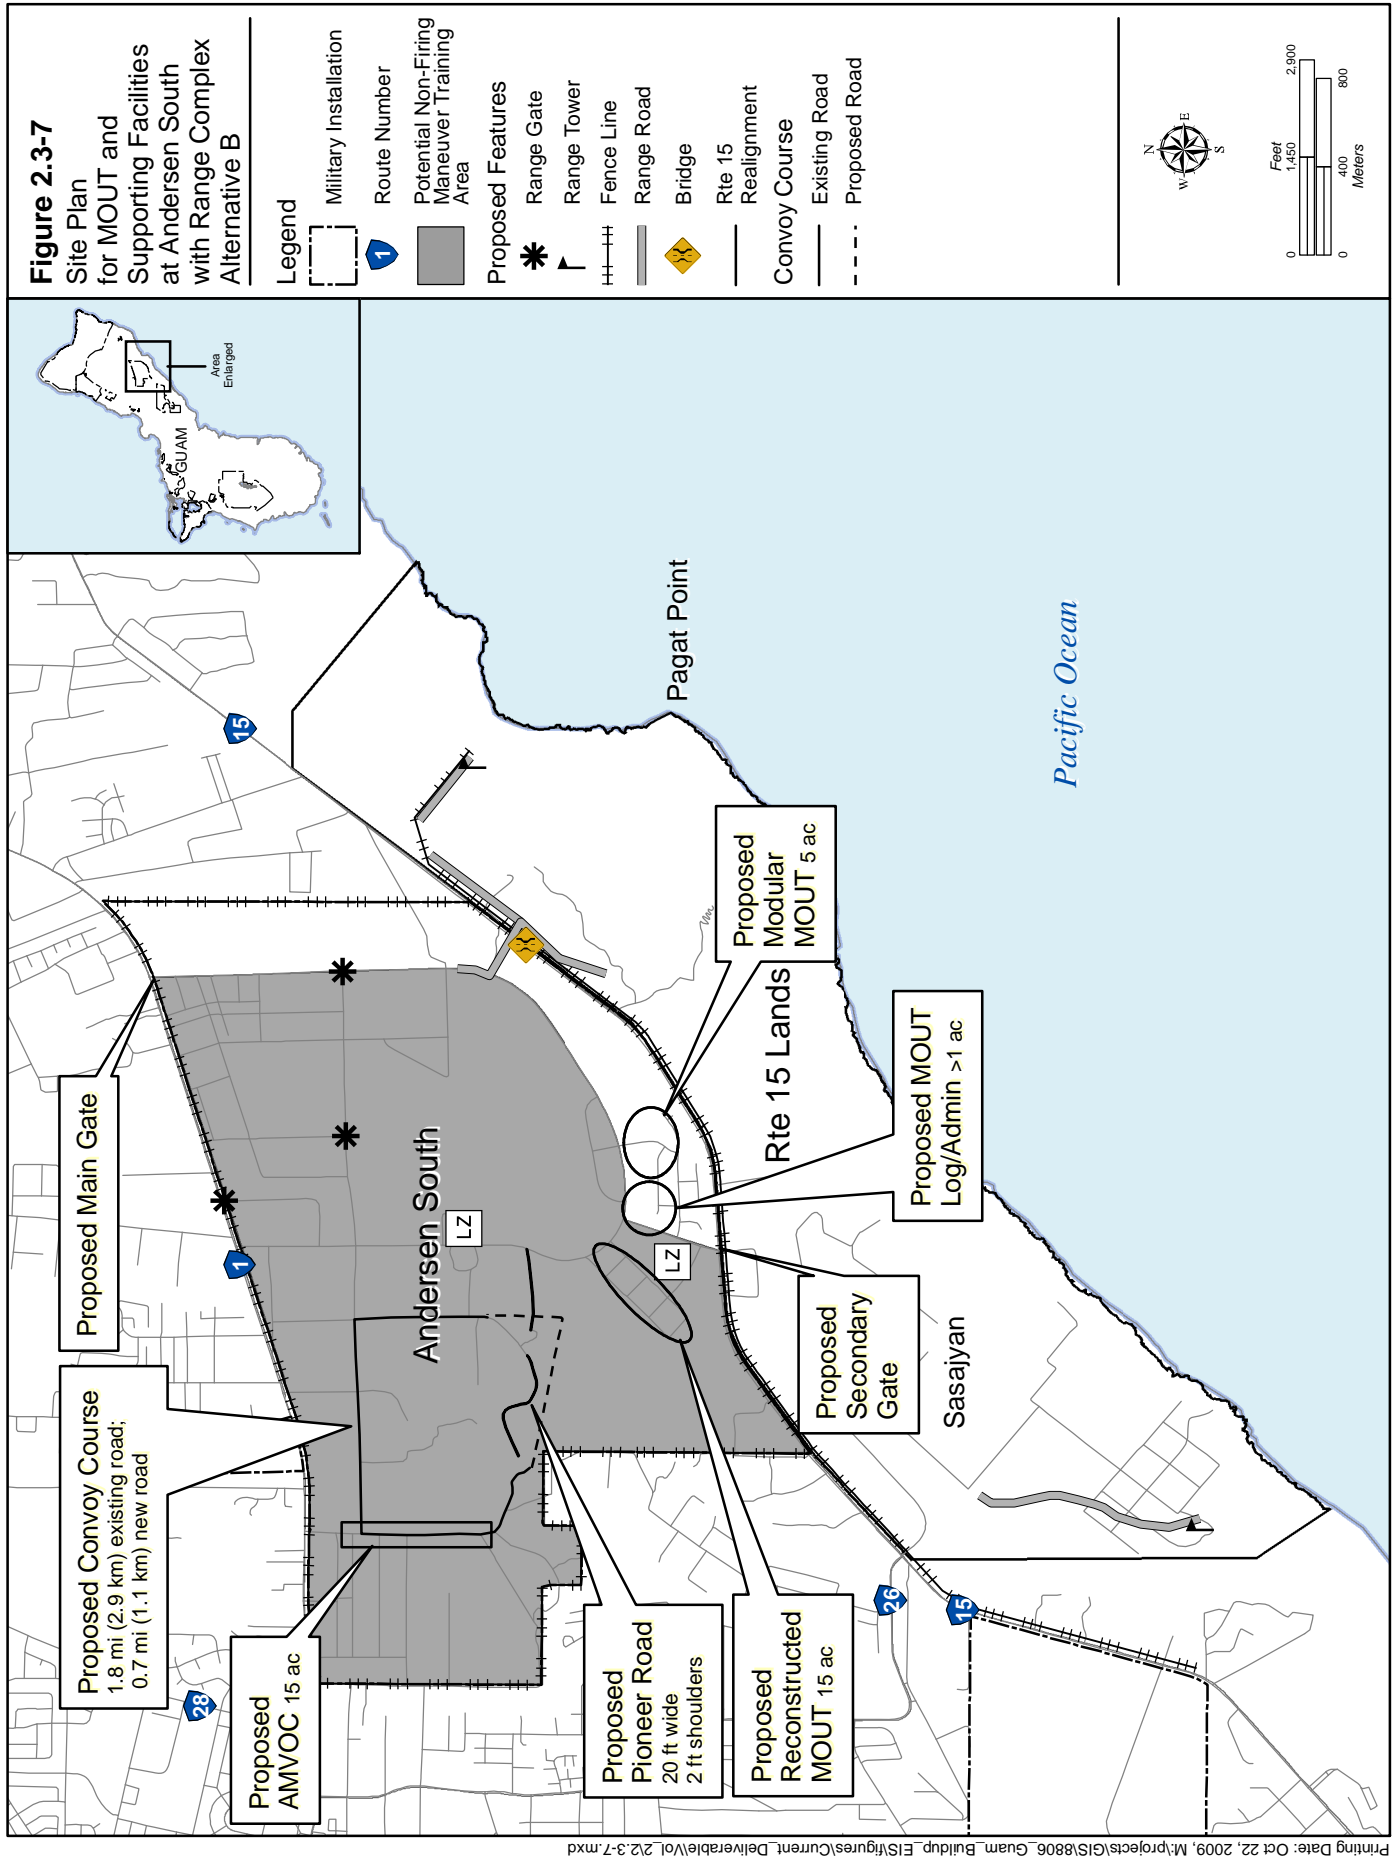 Figure 2.3-7
Site Plan
for MOUT and
Supporting Facilities
at Andersen South
with Range Complex
Alternative B
Legend
Military Installation
1
Route Number
Potential Non-Firing
Maneuver Training
Area
Proposed Features
Range Gate
Range Tower
Fence Line
Range Road
Bridge
Rte 15
Realignment
Convoy Course
Existing Road
Proposed Road
N
W
E
S
Feet
0
1,450
2,900
0
400
800
Meters
GUAM
Area
Enlarged
Proposed Main Gate
Proposed Convoy Course
1.8 mi (2.9 km) existing road;
0.7 mi (1.1 km) new road
28
1
15
Proposed
AMVOC 15 ac
Andersen South
LZ
LZ
Pagat Point
Proposed
Modular
MOUT 5 ac
Rte 15 Lands
Proposed MOUT
Log/Admin >1 ac
Proposed
Secondary
Gate
Sasajyan
Proposed
Pioneer Road
20 ft wide
2 ft shoulders
Proposed
Reconstructed
MOUT 15 ac
26
15
Pacific Ocean
Printing Date: Oct 22, 2009, M:\projects\GIS\8806_Guam_Buildup_EIS\figures\Current_Deliverable\Vol_2\2.3-7.mxd